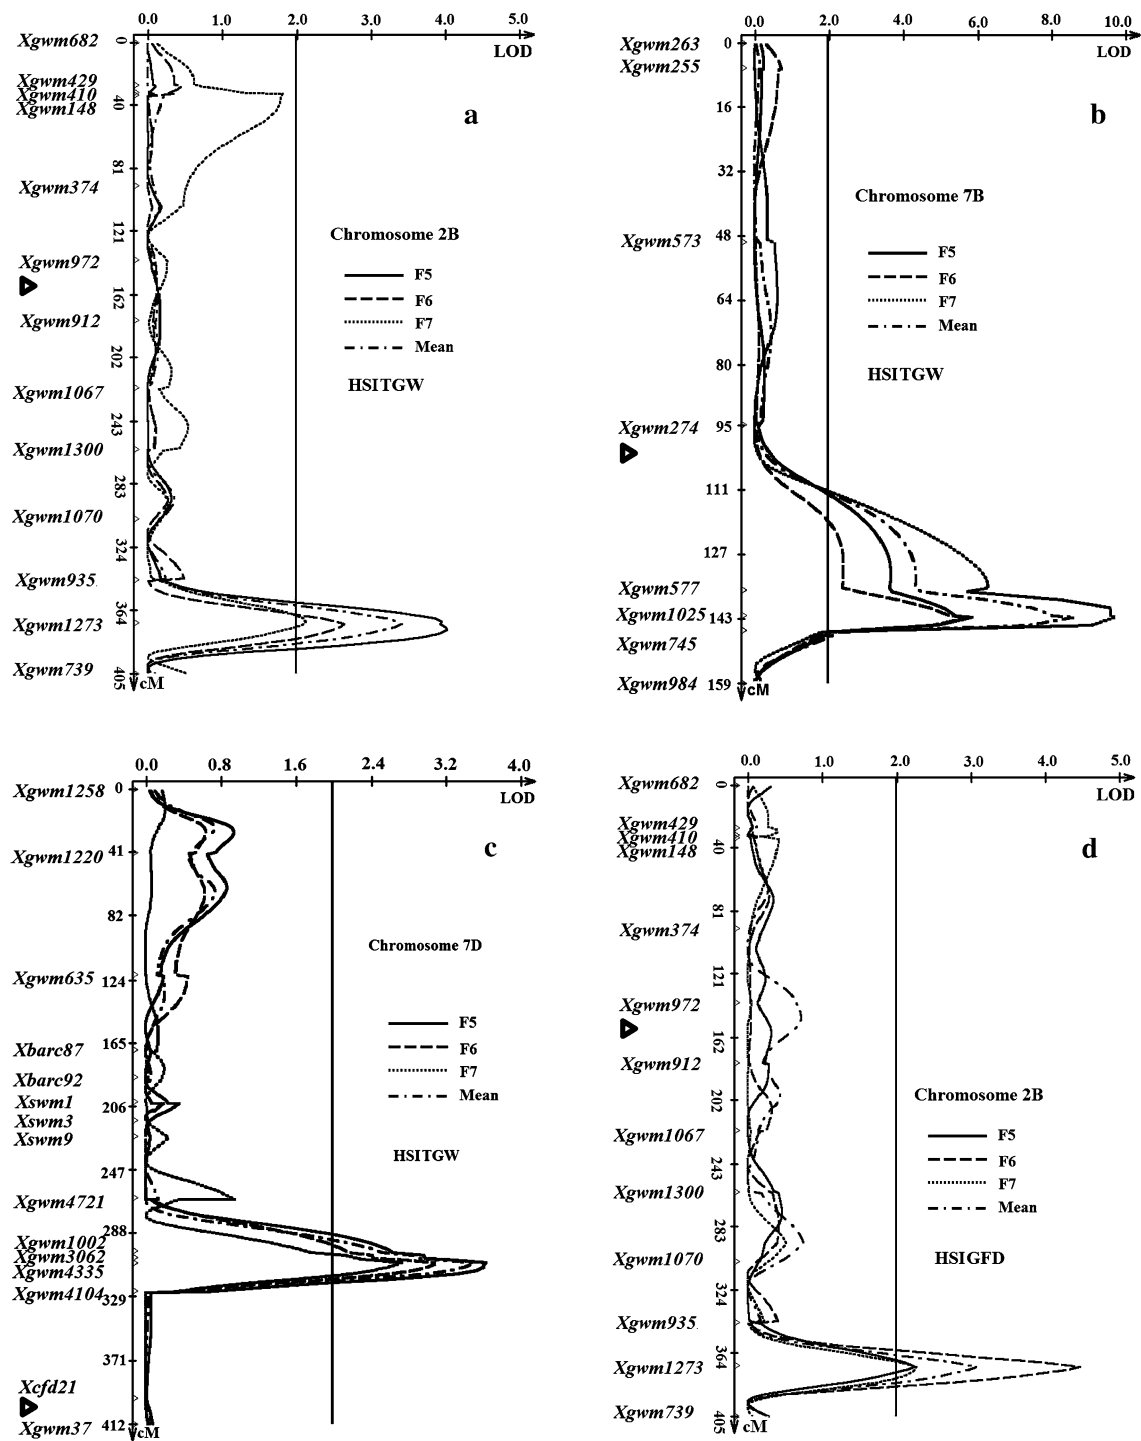 0.0 1.0 2.0 3.0 4.0 5.0
LOD
Xgwm682
Xgwm429
Xgwm410
Xgwm148
Xgwm374
Xgwm972
Xgwm912
Xgwm1067
Xgwm1300
Xgwm1070
Xgwm935
Xgwm1273
Xgwm739
0
40
81
121
162
202
243
283
324
364
405
cM
a
Chromosome 2B
F5
F6
F7
Mean
HSITGW
0.0 2.0 4.0 6.0 8.0 10.0
LOD
Xgwm263
Xgwm255
Xgwm573
Xgwm274
Xgwm577
Xgwm1025
Xgwm745
Xgwm984
0
16
32
48
64
80
95
111
127
143
159
cM
b
Chromosome 7B
F5
F6
F7
Mean
HSITGW
0.0 0.8 1.6 2.4 3.2 4.0
LOD
Xgwm1258
Xgwm1220
Xgwm635
Xbarc87
Xbarc92
Xswm1
Xswm3
Xswm9
Xgwm4721
Xgwm1002
Xgwm3062
Xgwm4335
Xgwm4104
Xcfd21
Xgwm37
0
41
82
124
165
206
247
288
329
371
412
cM
c
Chromosome 7D
F5
F6
F7
Mean
HSITGW
0.0 1.0 2.0 3.0 4.0 5.0
LOD
Xgwm682
Xgwm429
Xgwm410
Xgwm148
Xgwm374
Xgwm972
Xgwm912
Xgwm1067
Xgwm1300
Xgwm1070
Xgwm935
Xgwm1273
Xgwm739
0
40
81
121
162
202
243
283
324
364
405
cM
d
Chromosome 2B
F5
F6
F7
Mean
HSIGFD